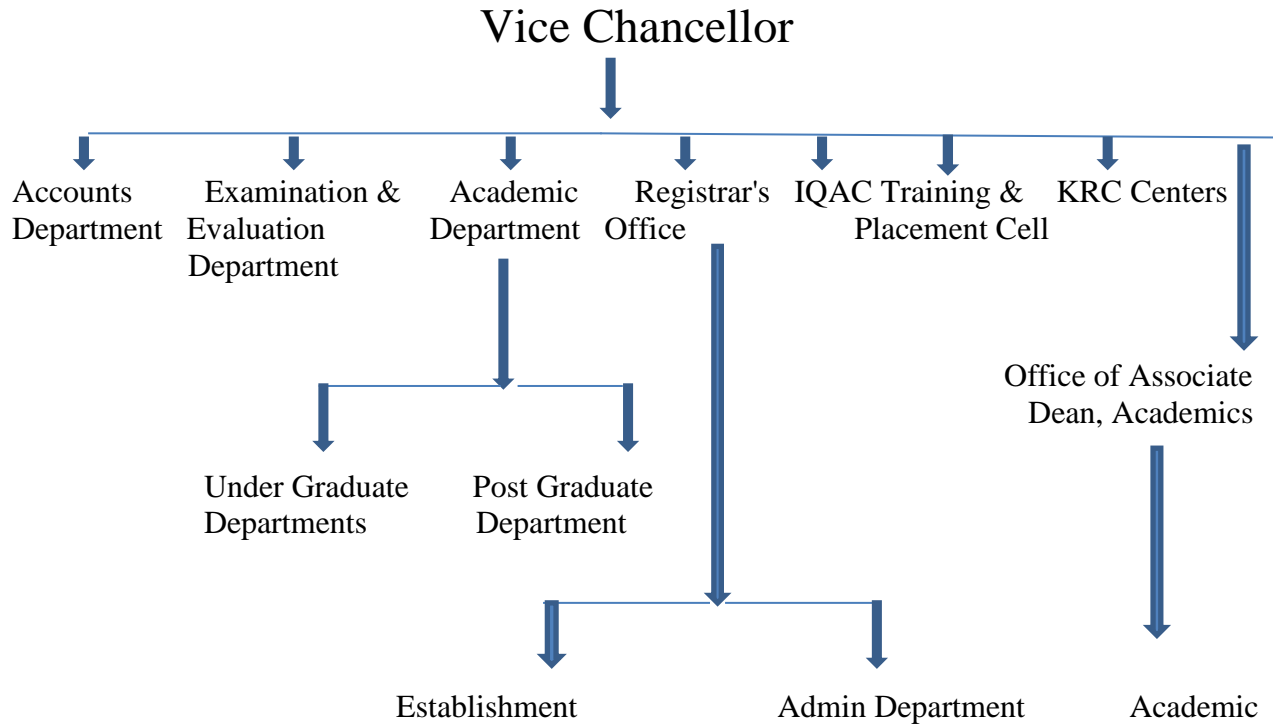 Vice Chancellor
Accounts Examination & Academic Registrar's IQAC Training & KRC Centers
Department Evaluation Department Office Placement Cell
Department
Office of Associate
Dean, Academics
Under Graduate Post Graduate
Departments Department
Establishment Admin Department Academic